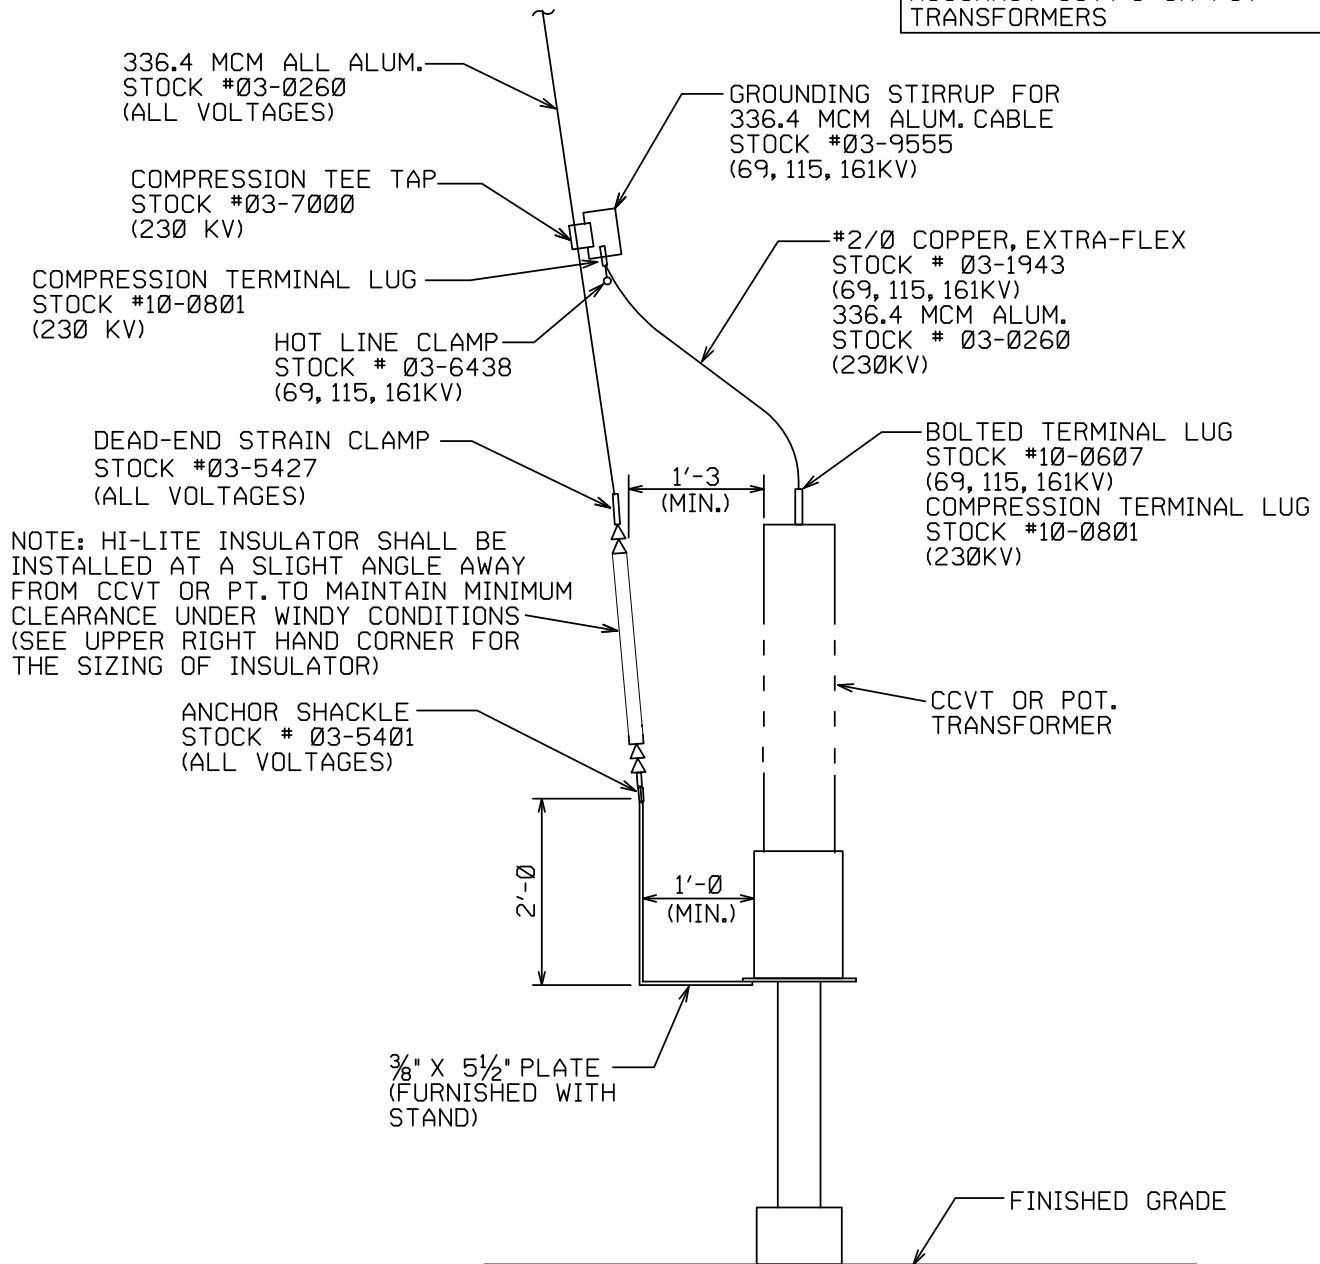 TRANSFORMERS
336.4 MCM ALL ALUM.
STOCK #03-0260
(ALL VOLTAGES)
GROUNDING STIRRUP FOR
336.4 MCM ALUM. CABLE
STOCK #03-9555
(69, 115, 161KV)
COMPRESSION TEE TAP
STOCK #03-7000
(230 KV)
#2/0 COPPER, EXTRA-FLEX
STOCK # 03-1943
(69, 115, 161KV)
336.4 MCM ALUM.
STOCK # 03-0260
(230KV)
COMPRESSION TERMINAL LUG
STOCK #10-0801
(230 KV)
HOT LINE CLAMP
STOCK # 03-6438
(69, 115, 161KV)
DEAD-END STRAIN CLAMP
STOCK #03-5427
(ALL VOLTAGES)
1'-3
(MIN.)
BOLTED TERMINAL LUG
STOCK #10-0607
(69, 115, 161KV)
COMPRESSION TERMINAL LUG
STOCK #10-0801
(230KV)
NOTE: HI-LITE INSULATOR SHALL BE
INSTALLED AT A SLIGHT ANGLE AWAY
FROM CCVT OR PT. TO MAINTAIN MINIMUM
CLEARANCE UNDER WINDY CONDITIONS
(SEE UPPER RIGHT HAND CORNER FOR
THE SIZING OF INSULATOR)
CCVT OR POT.
TRANSFORMER
ANCHOR SHACKLE
STOCK # 03-5401
(ALL VOLTAGES)
2'-0
1'-0
(MIN.)
3/8" X 5 1/2" PLATE
(FURNISHED WITH
STAND)
FINISHED GRADE